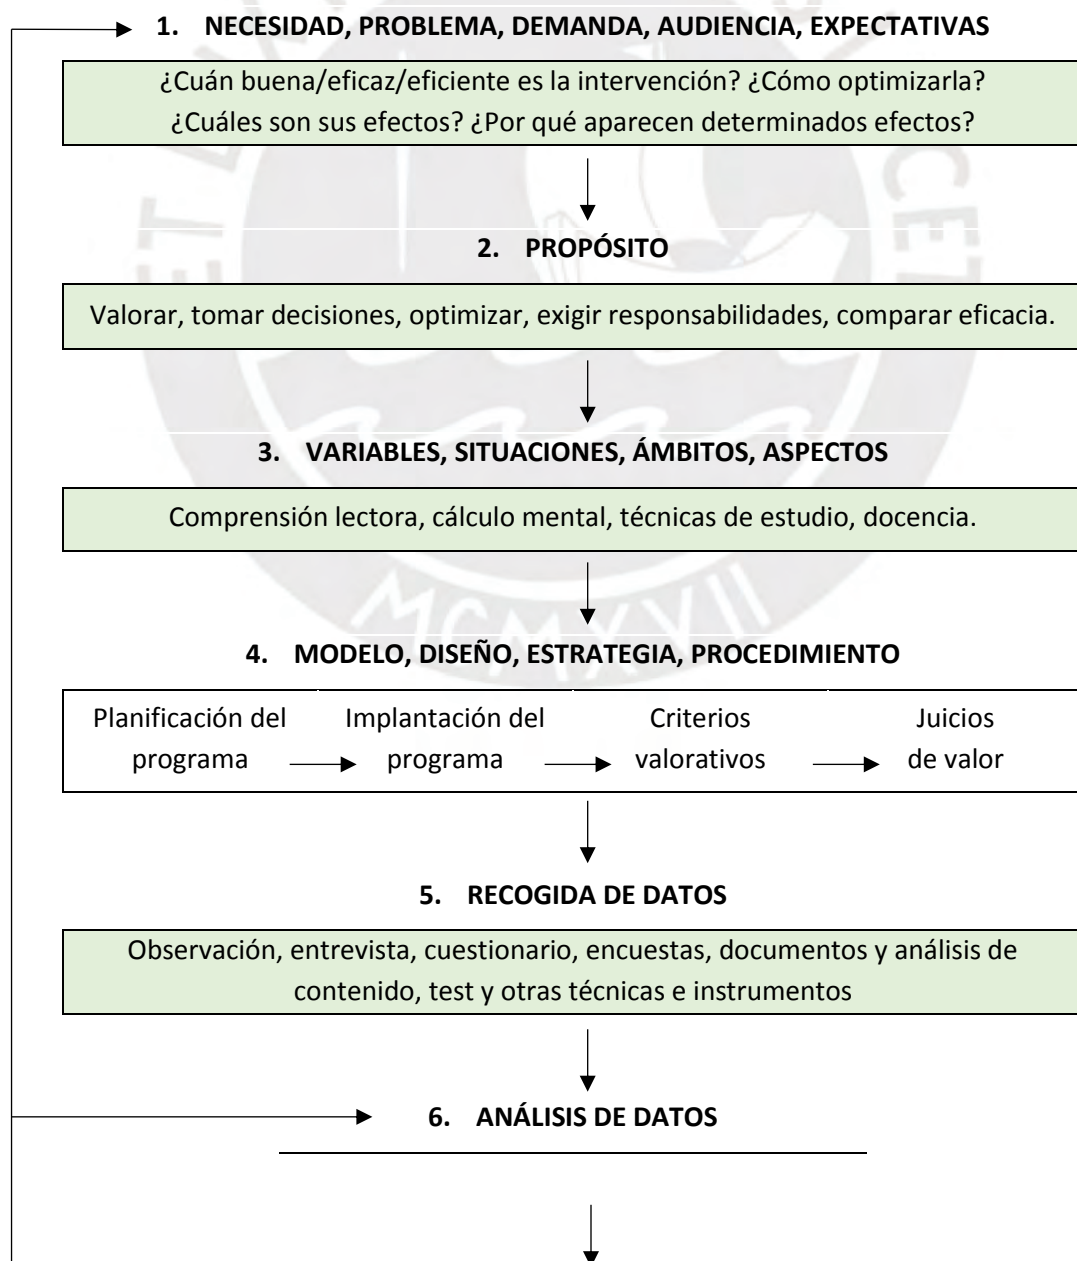 1. NECESIDAD, PROBLEMA, DEMANDA, AUDIENCIA, EXPECTATIVAS
¿Cuán buena/eficaz/eficiente es la intervención? ¿Cómo optimizarla?
¿Cuáles son sus efectos? ¿Por qué aparecen determinados efectos?
2. PROPÓSITO
Valorar, tomar decisiones, optimizar, exigir responsabilidades, comparar eficacia.
3. VARIABLES, SITUACIONES, ÁMBITOS, ASPECTOS
Comprensión lectora, cálculo mental, técnicas de estudio, docencia.
MCMXVII
4. MODELO, DISEÑO, ESTRATEGIA, PROCEDIMIENTO
Planificación del
programa
Implantación del
programa
Criterios
valorativos
Juicios
de valor
5. RECOGIDA DE DATOS
Observación, entrevista, cuestionario, encuestas, documentos y análisis de
contenido, test y otras técnicas e instrumentos
6. ANÁLISIS DE DATOS